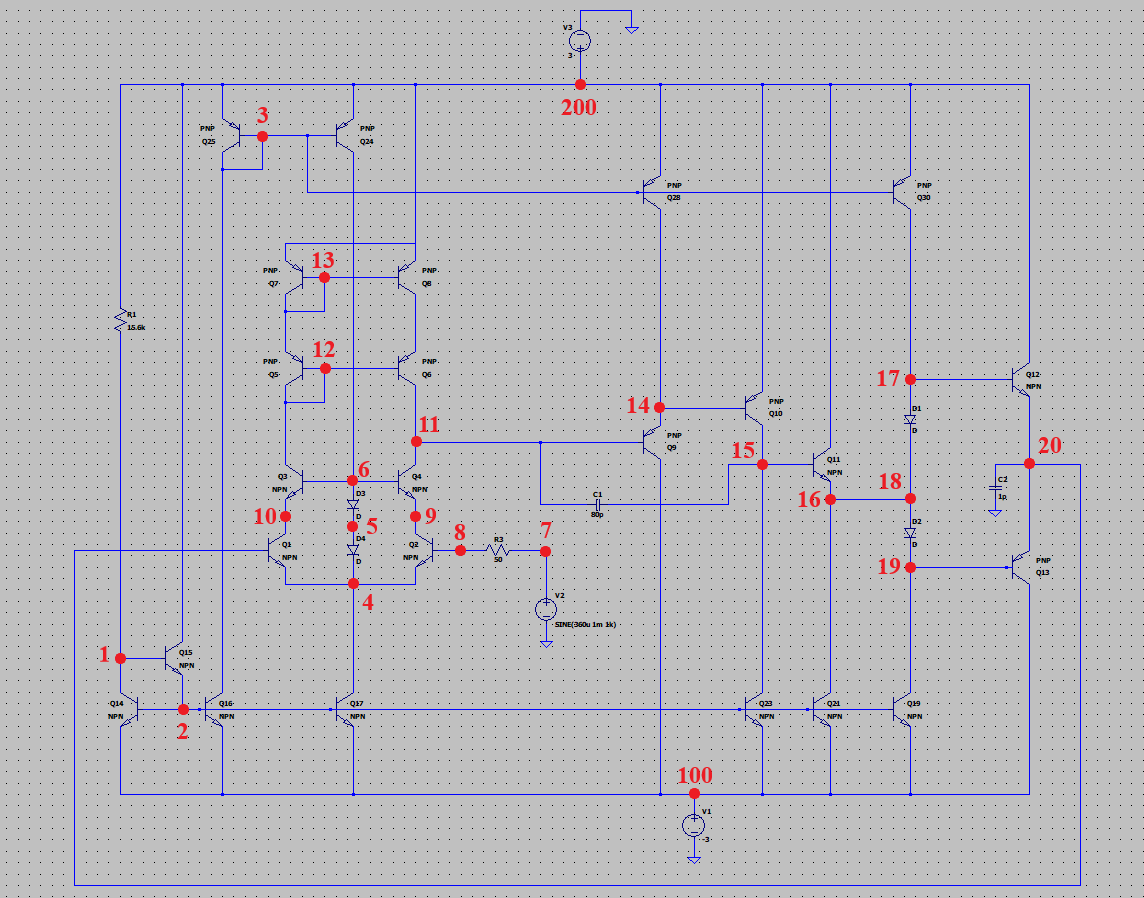 V3
3
200
3
PNP
Q25
PNP
Q24
PNP
Q28
PNP
Q30
13
PNP
Q7
PNP
Q8
R1
15.6k
12
PNP
Q5
PNP
Q6
17
Q12
NPN
14
PNP
Q10
D1
D
11
PNP
Q9
15
Q11
NPN
20
6
Q3
NPN
Q4
NPN
D3
D
C1
80p
16
18
C2
1p
10
5
9
8
7
D2
D
Q1
NPN
D4
D
Q2
NPN
R3
50
19
PNP
Q13
4
V2
SINE(360u 1m 1k)
1
Q15
NPN
Q14
NPN
2
Q16
NPN
Q17
NPN
Q23
NPN
Q21
NPN
Q19
NPN
100
V1
-3